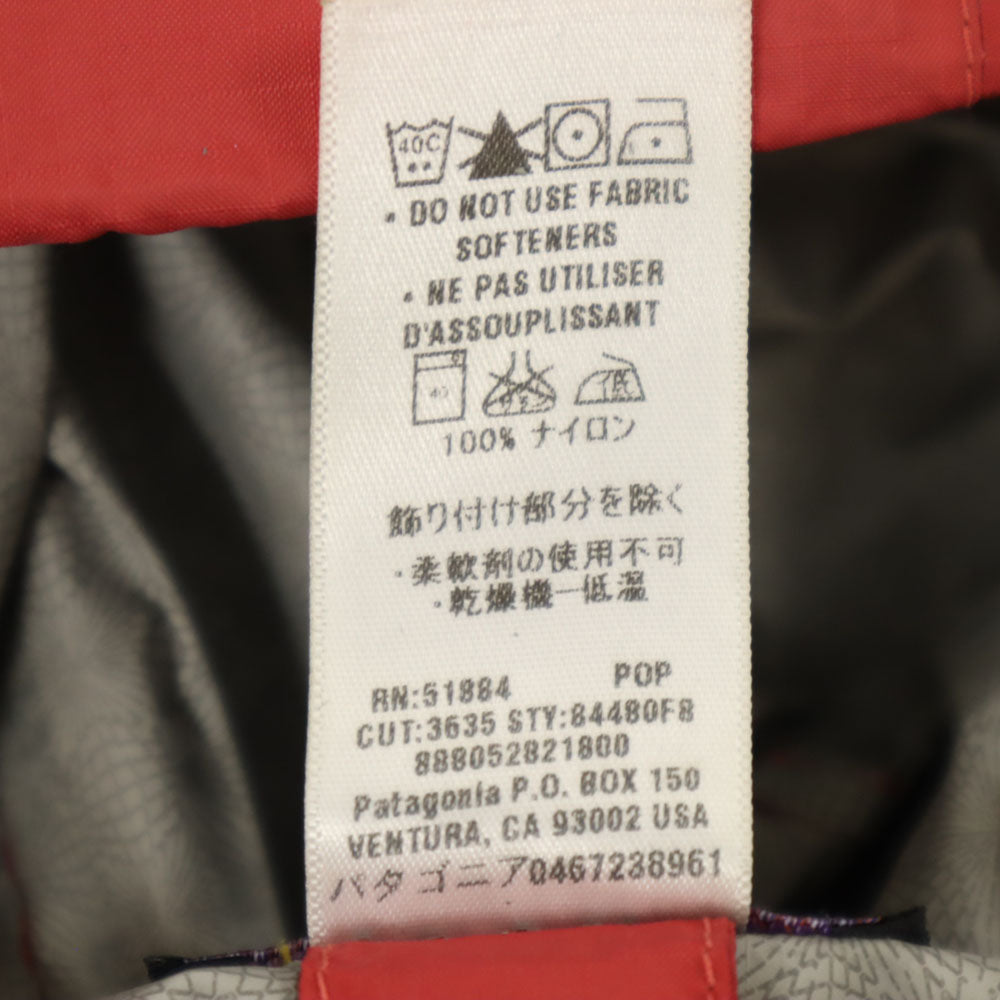 40C
• DO NOT USE FABRIC
SOFTENERS
• NE PAS UTILISER
D'ASSOUPLISSANT
40 低
100% ナイロン
飾り付け部分を除く
・柔軟剤の使用不可
・乾燥機ー低温
RN:51884 POP
CUT:3635 STY:84480F8
888052821800
Patagonia P.O. BOX 150
VENTURA, CA 93002 USA
パタゴニア0467238961